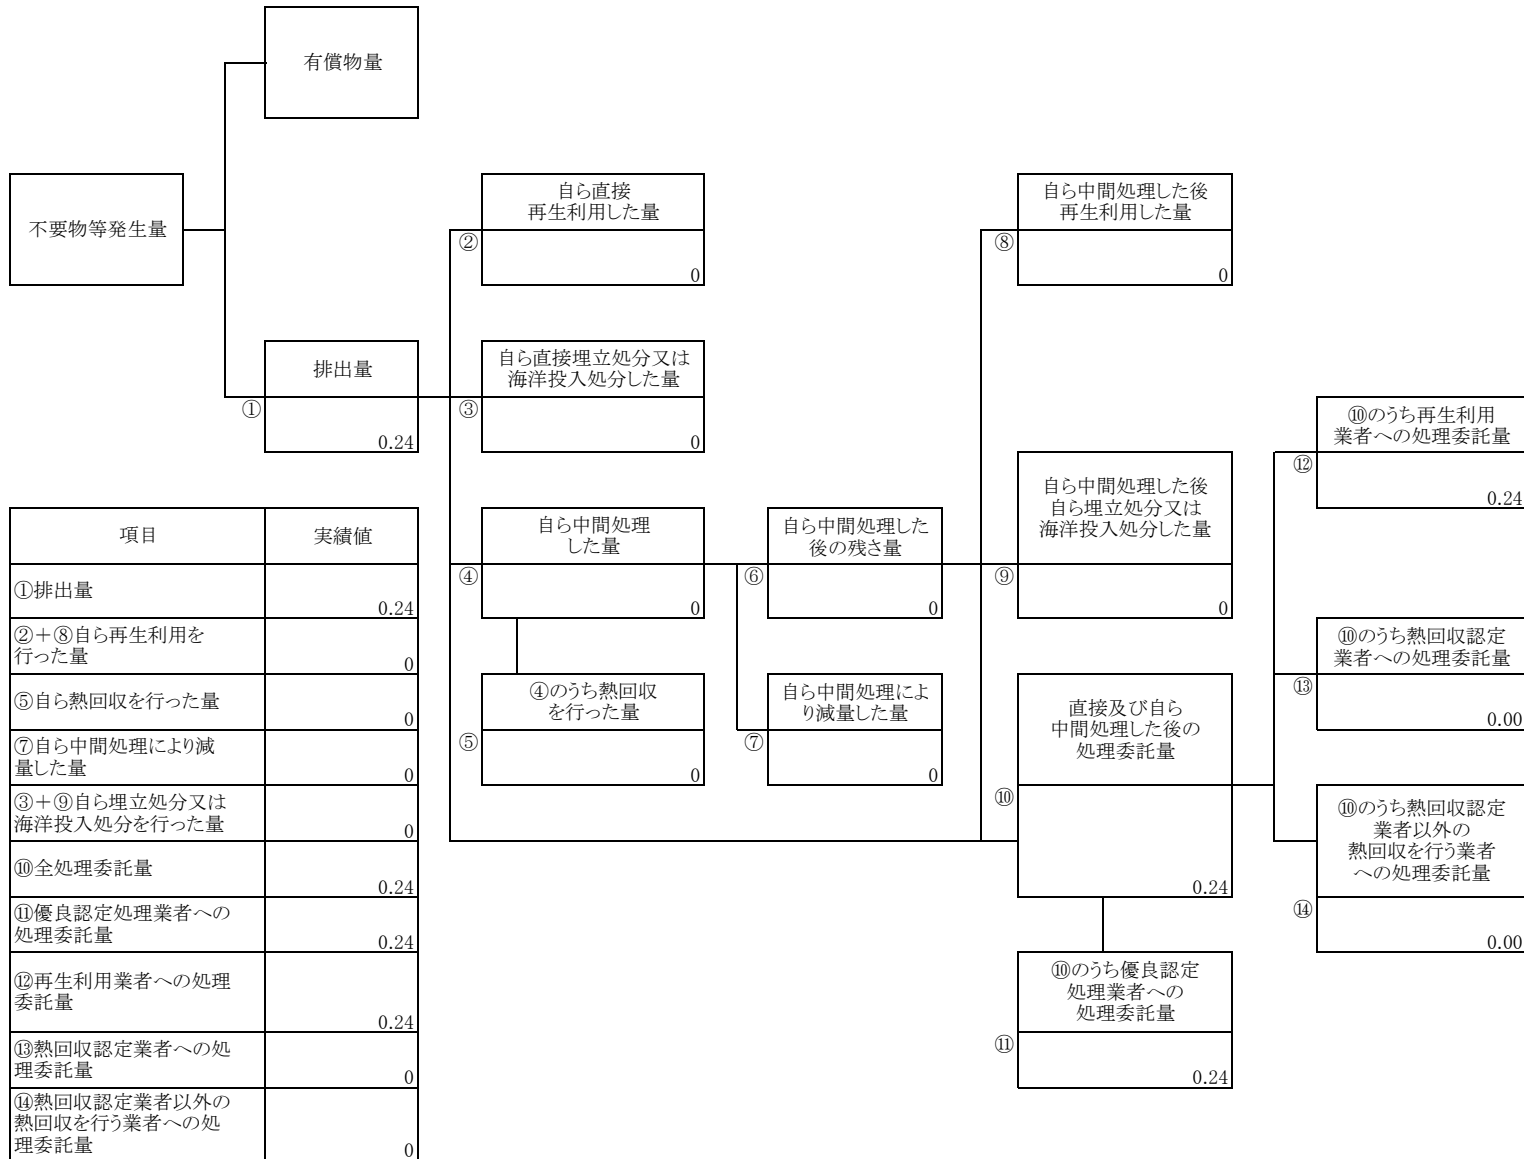 有償物量
不要物等発生量
自ら直接
再生利用した量
②
0
自ら中間処理した後
再生利用した量
⑧
0
排出量
①
0.24
自ら直接埋立処分又は
海洋投入処分した量
③
0
⑩のうち再生利用
業者への処理委託量
⑫
0.24
自ら中間処理
した量
④
0
自ら中間処理した
後の残さ量
⑥
0
自ら中間処理した後
自ら埋立処分又は
海洋投入処分した量
⑨
0
⑩のうち熱回収認定
業者への処理委託量
⑬
0.00
④のうち熱回収
を行った量
⑤
0
自ら中間処理によ
り減量した量
⑦
0
直接及び自ら
中間処理した後の
処理委託量
⑩
0.24
⑩のうち熱回収認定
業者以外の
熱回収を行う業者
への処理委託量
⑭
0.00
⑩のうち優良認定
処理業者への
処理委託量
⑪
0.24
項目 実績値
①排出量
0.24
②＋⑧自ら再生利用を
行った量
0
⑤自ら熱回収を行った量
0
⑦自ら中間処理により減
量した量
0
③＋⑨自ら埋立処分又は
海洋投入処分を行った量
0
⑩全処理委託量
0.24
⑪優良認定処理業者への
処理委託量
0.24
⑫再生利用業者への処理
委託量
0.24
⑬熱回収認定業者への処
理委託量
0
⑭熱回収認定業者以外の
熱回収を行う業者への処
理委託量
0